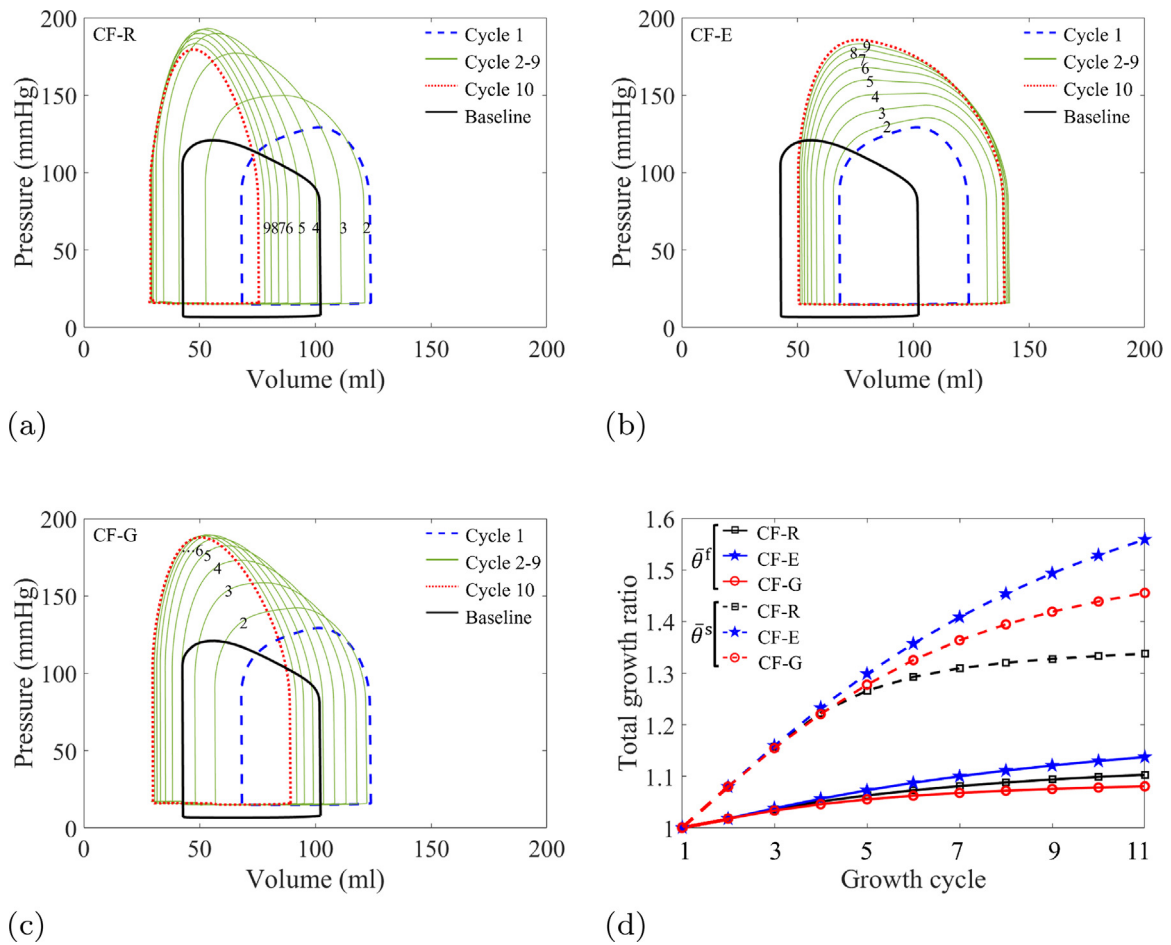 CF-R
Cycle 1
Cycle 2-9
Cycle 10
Baseline
200
150
100
50
0
Pressure (mmHg)
9 8 7 6 5 4 3 2
0 50 100 150 200
Volume (ml)
(a)
CF-E
Cycle 1
Cycle 2-9
Cycle 10
Baseline
200
150
100
50
0
Pressure (mmHg)
9
8
7
6
5
4
3
2
0 50 100 150 200
Volume (ml)
(b)
CF-G
Cycle 1
Cycle 2-9
Cycle 10
Baseline
200
150
100
50
0
Pressure (mmHg)
...6
5
4
3
2
0 50 100 150 200
Volume (ml)
(c)
θ̄ᶠ
CF-R
CF-E
CF-G
θ̄ˢ
CF-R
CF-E
CF-G
1.6
1.5
1.4
1.3
1.2
1.1
1
Total growth ratio
1 3 5 7 9 11
Growth cycle
(d)